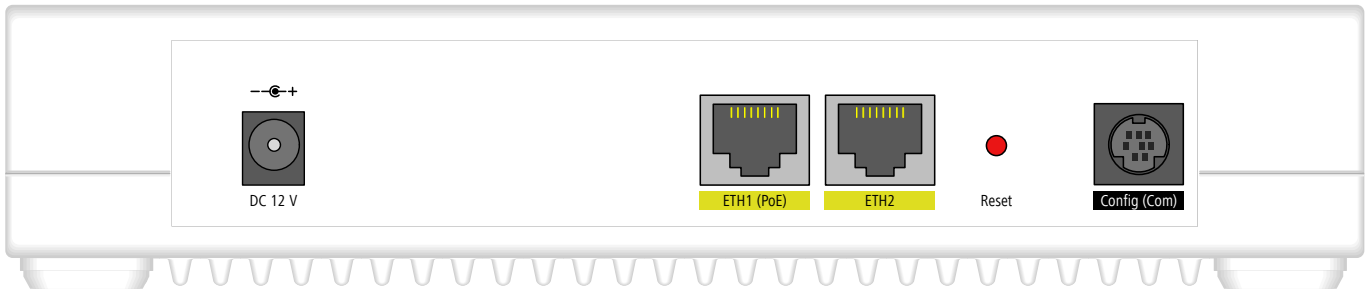 DC 12 V
ETH1 (PoE)
ETH2
Reset
Config (Com)